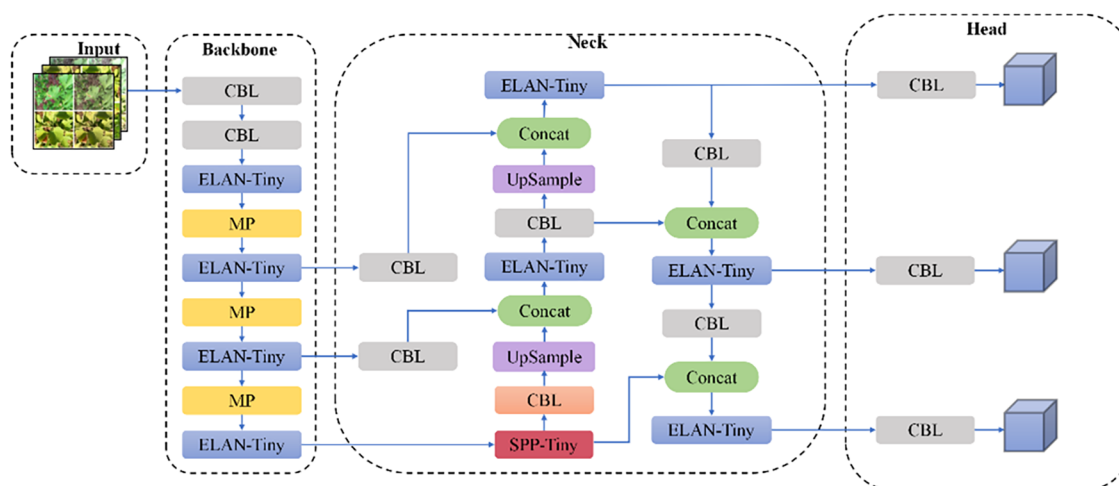 Input
Backbone
CBL
CBL
ELAN-Tiny
MP
ELAN-Tiny
MP
ELAN-Tiny
MP
ELAN-Tiny
Neck
ELAN-Tiny
Concat
UpSample
CBL
ELAN-Tiny
Concat
UpSample
CBL
SPP-Tiny
CBL
CBL
CBL
Concat
ELAN-Tiny
CBL
Concat
ELAN-Tiny
Head
CBL
CBL
CBL